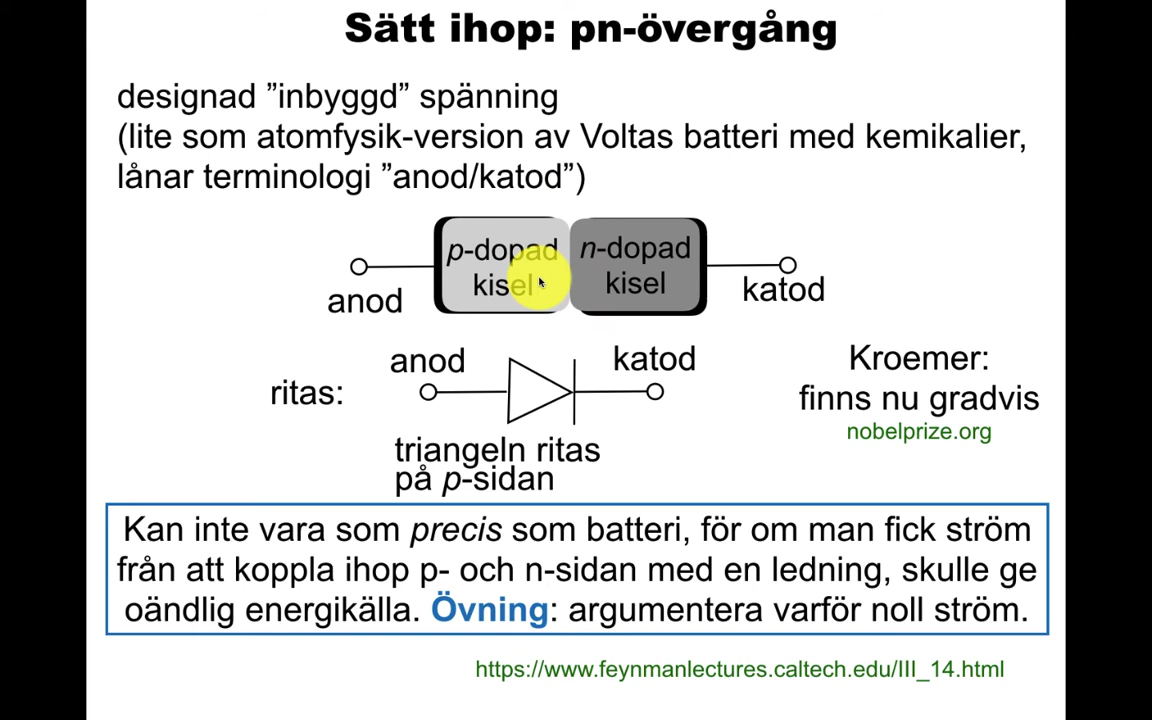 Sätt ihop: pn-övergång
designad ”inbyggd” spänning
(lite som atomfysik-version av Voltas batteri med kemikalier,
lånar terminologi ”anod/katod”)
p-dopad
kisel
n-dopad
kisel
anod
katod
anod
katod
ritas:
triangeln ritas
på p-sidan
Kroemer:
finns nu gradvis
nobelprize.org
Kan inte vara som precis som batteri, för om man fick ström
från att koppla ihop p- och n-sidan med en ledning, skulle ge
oändlig energikälla. Övning: argumentera varför noll ström.
https://www.feynmanlectures.caltech.edu/III_14.html